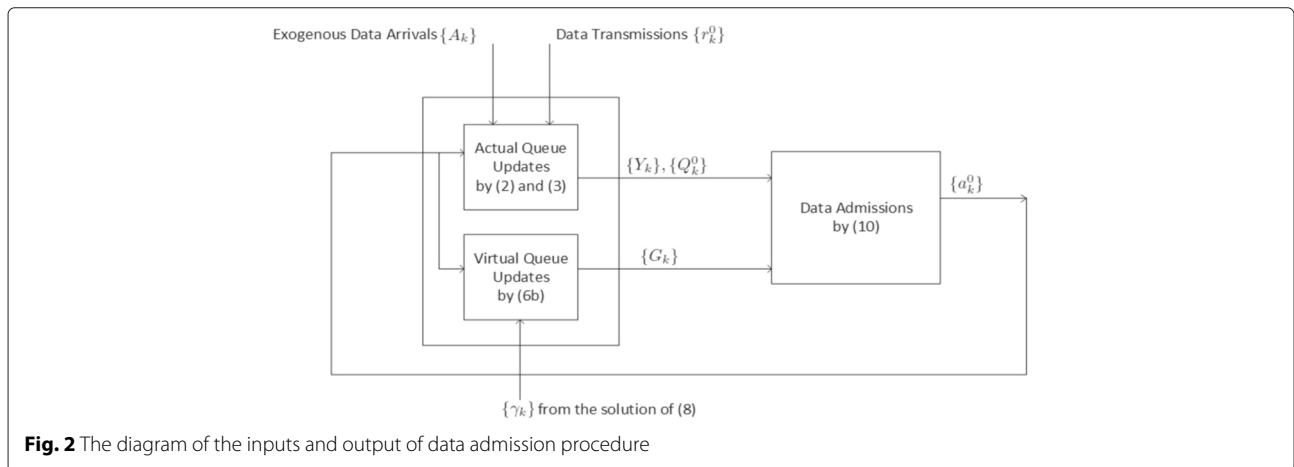 Exogenous Data Arrivals {A_k}
Data Transmissions {r_k^0}
Actual Queue
Updates
by (2) and (3)
{Y_k}, {Q_k^0}
Data Admissions
by (10)
{a_k^0}
Virtual Queue
Updates
by (6b)
{G_k}
{γ_k} from the solution of (8)
Fig. 2 The diagram of the inputs and output of data admission procedure